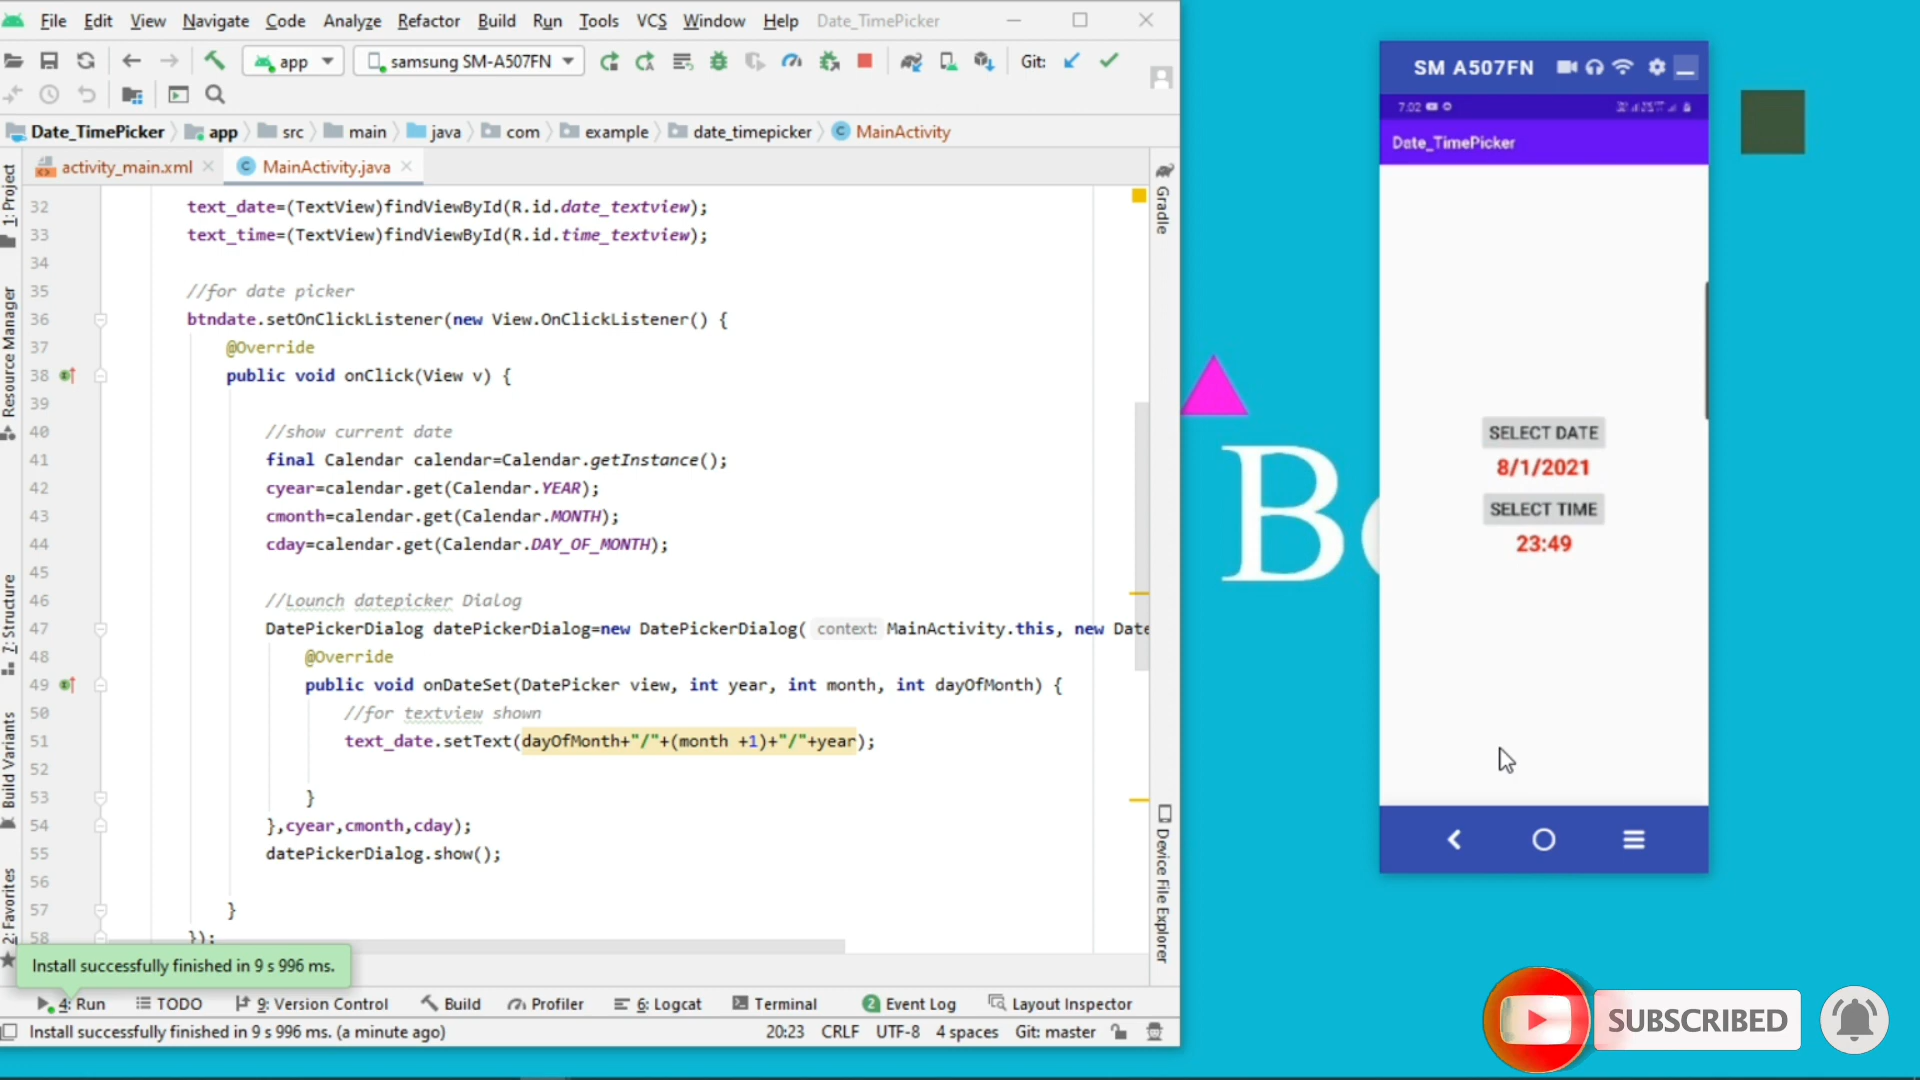 File Edit View Navigate Code Analyze Refactor Build Run Tools VCS Window Help Date_TimePicker
app samsung SM-A507FN Git:
Date_TimePicker app src main java com example date_timepicker MainActivity
activity_main.xml MainActivity.java
1: Project
Resource Manager
7: Structure
Build Variants
2: Favorites
Gradle
Device File Explorer
32 text_date=(TextView)findViewById(R.id.date_textview);
33 text_time=(TextView)findViewById(R.id.time_textview);
34
35 //for date picker
36 btndate.setOnClickListener(new View.OnClickListener() {
37 @Override
38 public void onClick(View v) {
39
40 //show current date
41 final Calendar calendar=Calendar.getInstance();
42 cyear=calendar.get(Calendar.YEAR);
43 cmonth=calendar.get(Calendar.MONTH);
44 cday=calendar.get(Calendar.DAY_OF_MONTH);
45
46 //Lounch datepicker Dialog
47 DatePickerDialog datePickerDialog=new DatePickerDialog( context: MainActivity.this, new Date
48 @Override
49 public void onDateSet(DatePicker view, int year, int month, int dayOfMonth) {
50 //for textview shown
51 text_date.setText(dayOfMonth+"/"+(month +1)+"/"+year);
52
53 }
54 },cyear,cmonth,cday);
55 datePickerDialog.show();
56
57 }
58 });
Install successfully finished in 9 s 996 ms.
4: Run TODO 9: Version Control Build Profiler 6: Logcat Terminal 2 Event Log Layout Inspector
Install successfully finished in 9 s 996 ms. (a minute ago) 20:23 CRLF UTF-8 4 spaces Git: master
SM A507FN
7:02
Date_TimePicker
SELECT DATE
8/1/2021
SELECT TIME
23:49
SUBSCRIBED